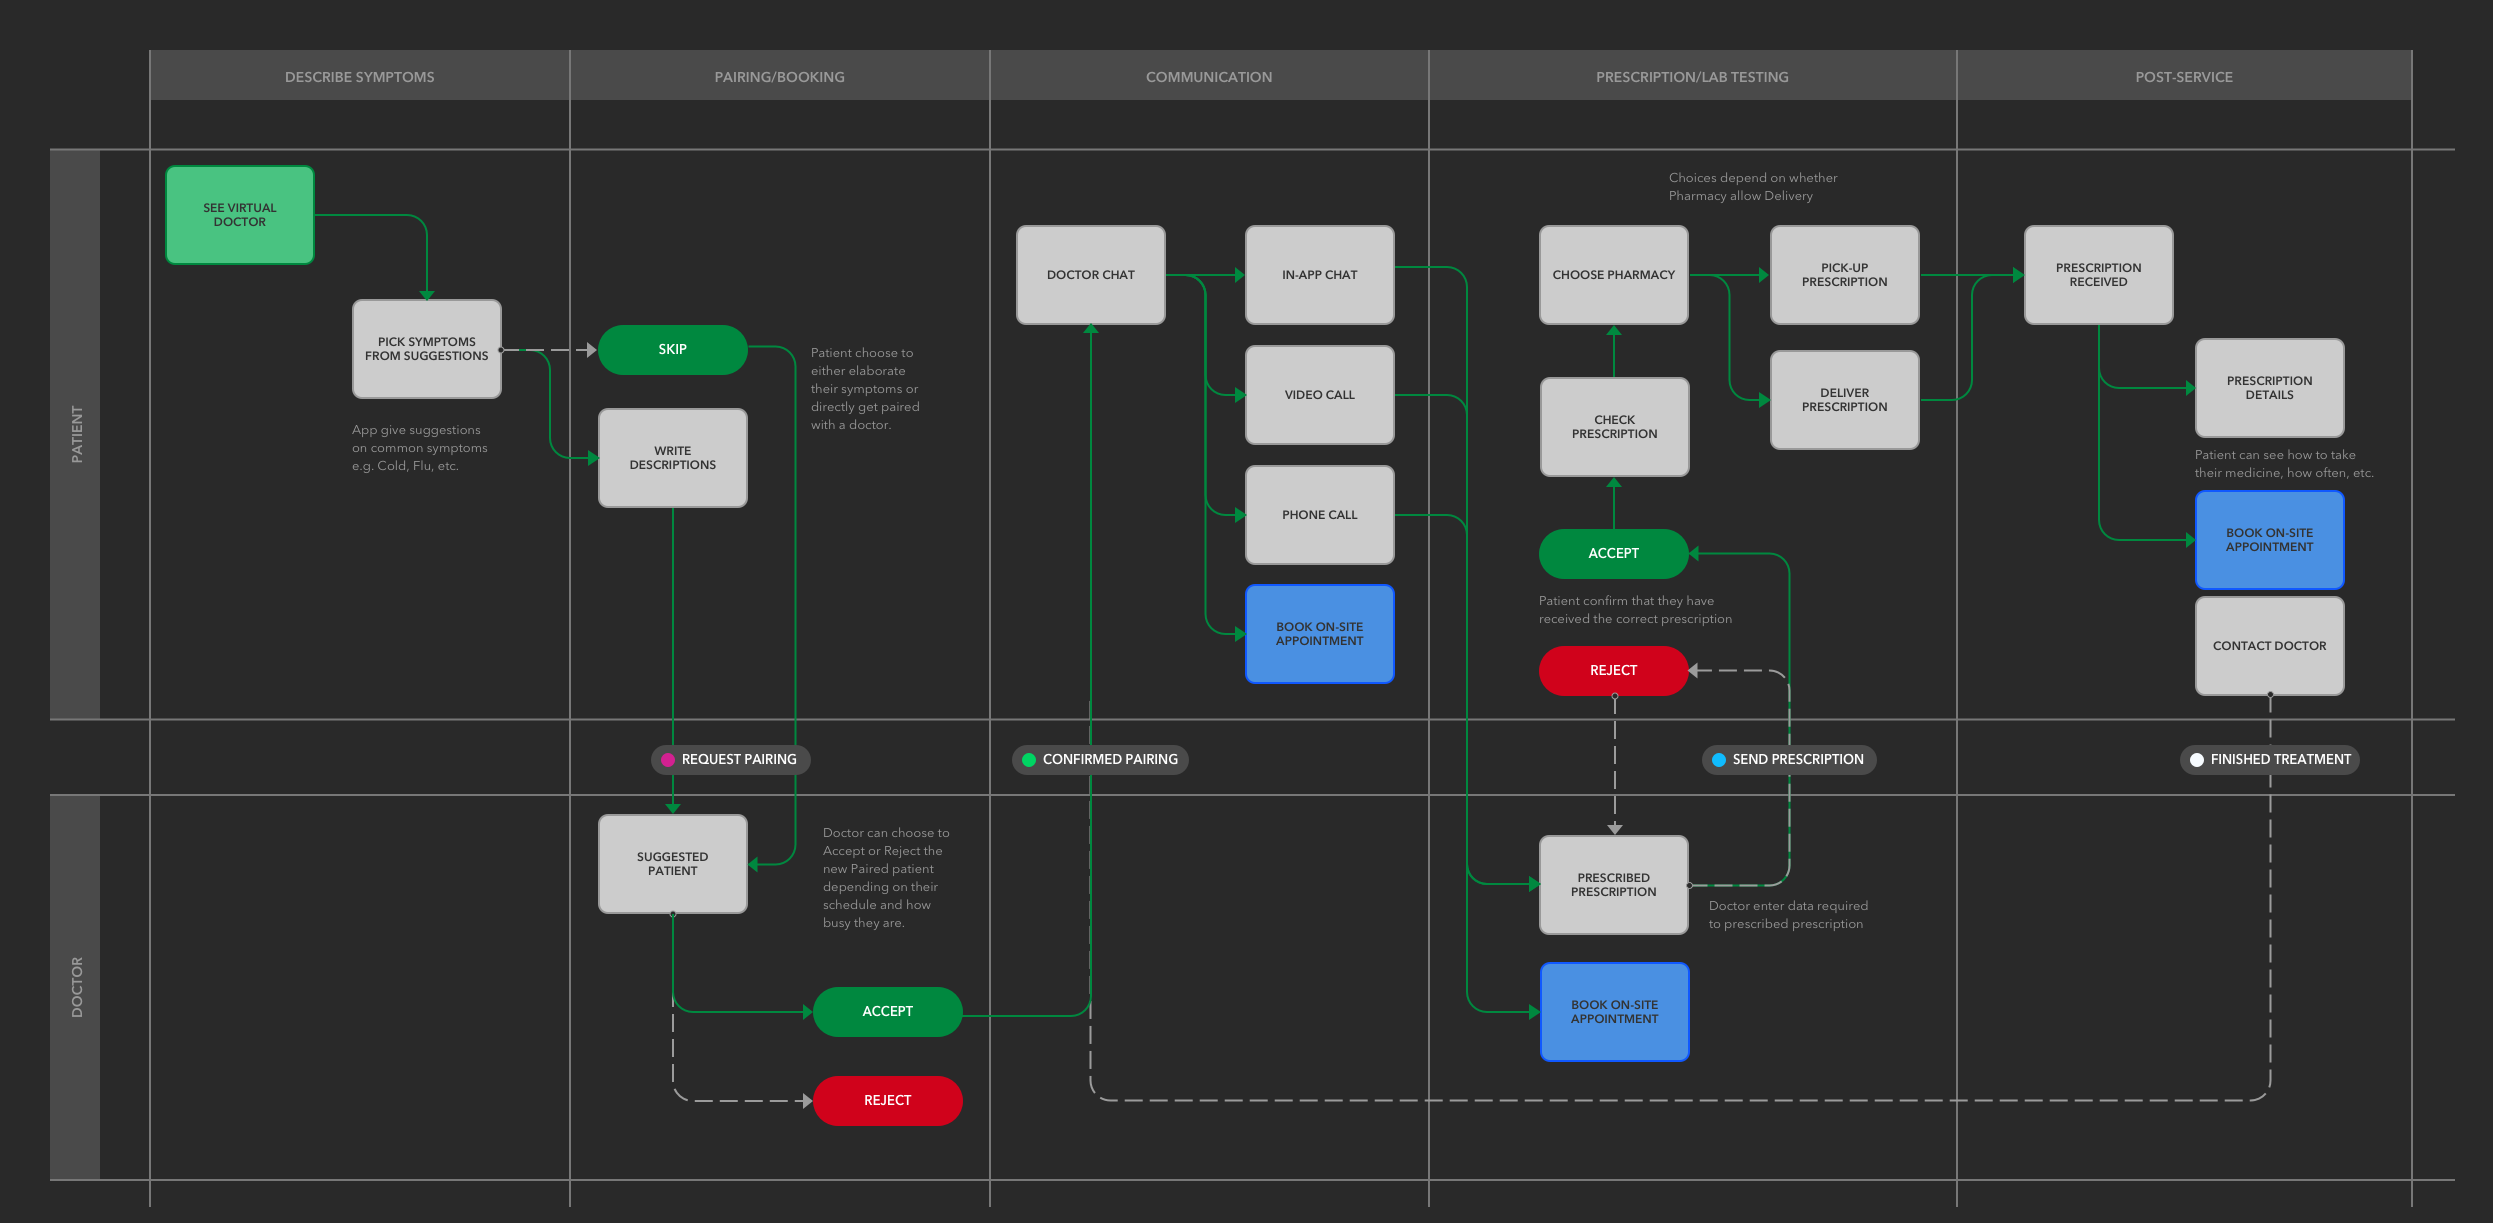 DESCRIBE SYMPTOMS
PAIRING/BOOKING
COMMUNICATION
PRESCRIPTION/LAB TESTING
POST-SERVICE
PATIENT
SEE VIRTUAL
DOCTOR
PICK SYMPTOMS
FROM SUGGESTIONS
App give suggestions
on common symptoms
e.g. Cold, Flu, etc.
SKIP
Patient choose to
either elaborate
their symptoms or
directly get paired
with a doctor.
WRITE
DESCRIPTIONS
DOCTOR CHAT
IN-APP CHAT
VIDEO CALL
PHONE CALL
BOOK ON-SITE
APPOINTMENT
Choices depend on whether
Pharmacy allow Delivery
CHOOSE PHARMACY
PICK-UP
PRESCRIPTION
DELIVER
PRESCRIPTION
CHECK
PRESCRIPTION
ACCEPT
Patient confirm that they have
received the correct prescription
REJECT
PRESCRIPTION
RECEIVED
PRESCRIPTION
DETAILS
Patient can see how to take
their medicine, how often, etc.
BOOK ON-SITE
APPOINTMENT
CONTACT DOCTOR
REQUEST PAIRING
CONFIRMED PAIRING
SEND PRESCRIPTION
FINISHED TREATMENT
DOCTOR
SUGGESTED
PATIENT
Doctor can choose to
Accept or Reject the
new Paired patient
depending on their
schedule and how
busy they are.
ACCEPT
REJECT
PRESCRIBED
PRESCRIPTION
Doctor enter data required
to prescribed prescription
BOOK ON-SITE
APPOINTMENT